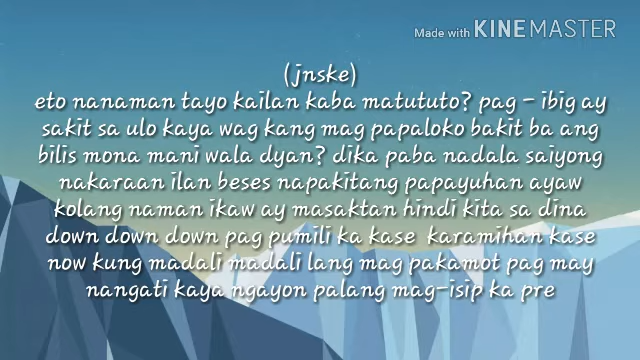 Made with KINEMASTER
(jnske)
eto nanaman tayo kailan kaba matututo? pag - ibig ay
sakit sa ulo kaya wag kang mag papaloko bakit ba ang
bilis mona mani wala dyan? dika paba nadala saiyong
nakaraan ilan beses napakitang papayuhan ayaw
kolang naman ikaw ay masaktan hindi kita sa dina
down down down pag pumili ka kase karamihan kase
now kung madali madali lang mag pakamot pag may
nangati kaya ngayon palang mag-isip ka pre